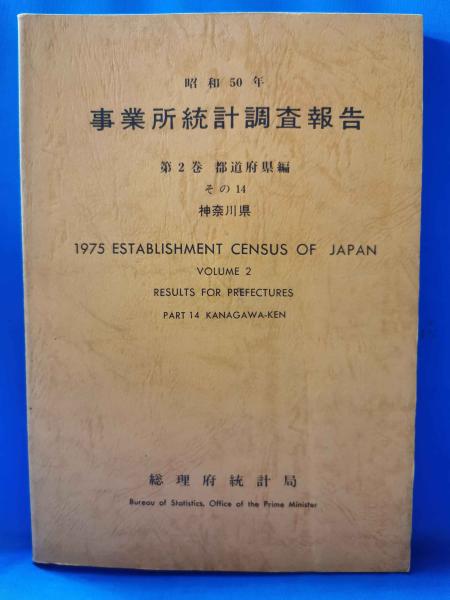 昭和50年
事業所統計調査報告
第2巻 都道府県編
その14
神奈川県
1975 ESTABLISHMENT CENSUS OF JAPAN
VOLUME 2
RESULTS FOR PREFECTURES
PART 14 KANAGAWA-KEN
総理府統計局
Bureau of Statistics, Office of the Prime Minister